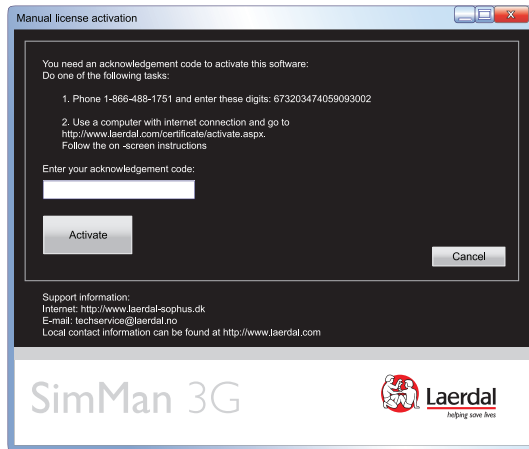 Manual license activation
You need an acknowledgement code to activate this software:
Do one of the following tasks:
1. Phone 1-866-488-1751 and enter these digits: 673203474059093002
2. Use a computer with internet connection and go to
http://www.laerdal.com/certificate/activate.aspx.
Follow the on -screen instructions
Enter your acknowledgement code:
Activate
Cancel
Support information:
Internet: http://www.laerdal-sophus.dk
E-mail: techservice@laerdal.no
Local contact information can be found at http://www.laerdal.com
SimMan 3G
Laerdal
helping save lives